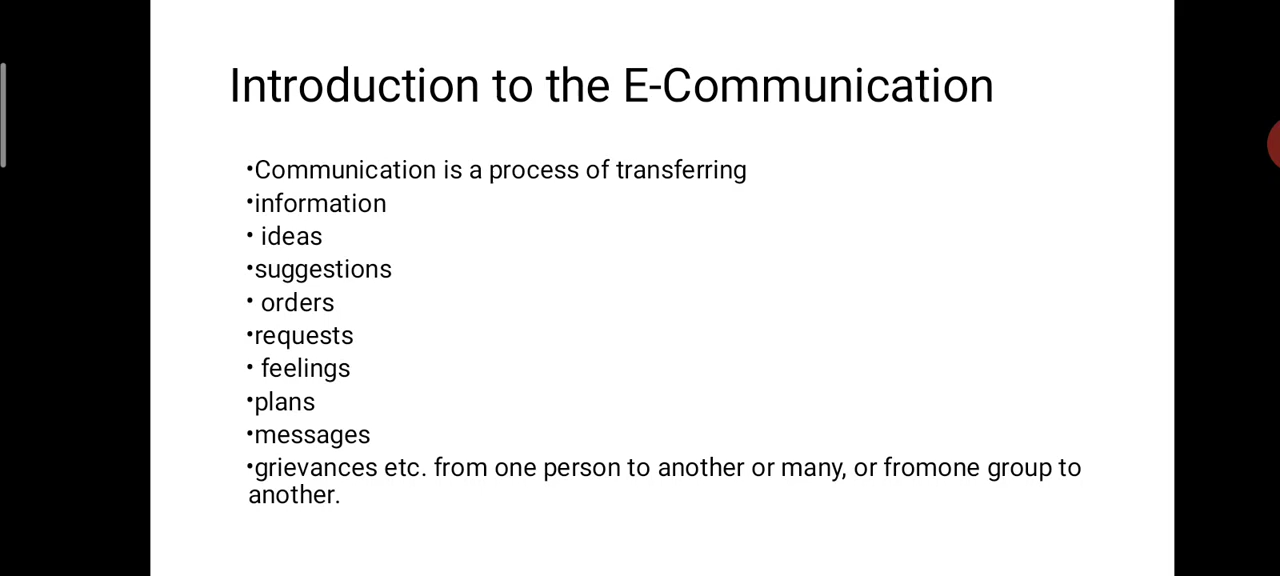 Introduction to the E-Communication
•Communication is a process of transferring
•information
• ideas
•suggestions
• orders
•requests
• feelings
•plans
•messages
•grievances etc. from one person to another or many, or fromone group to
another.